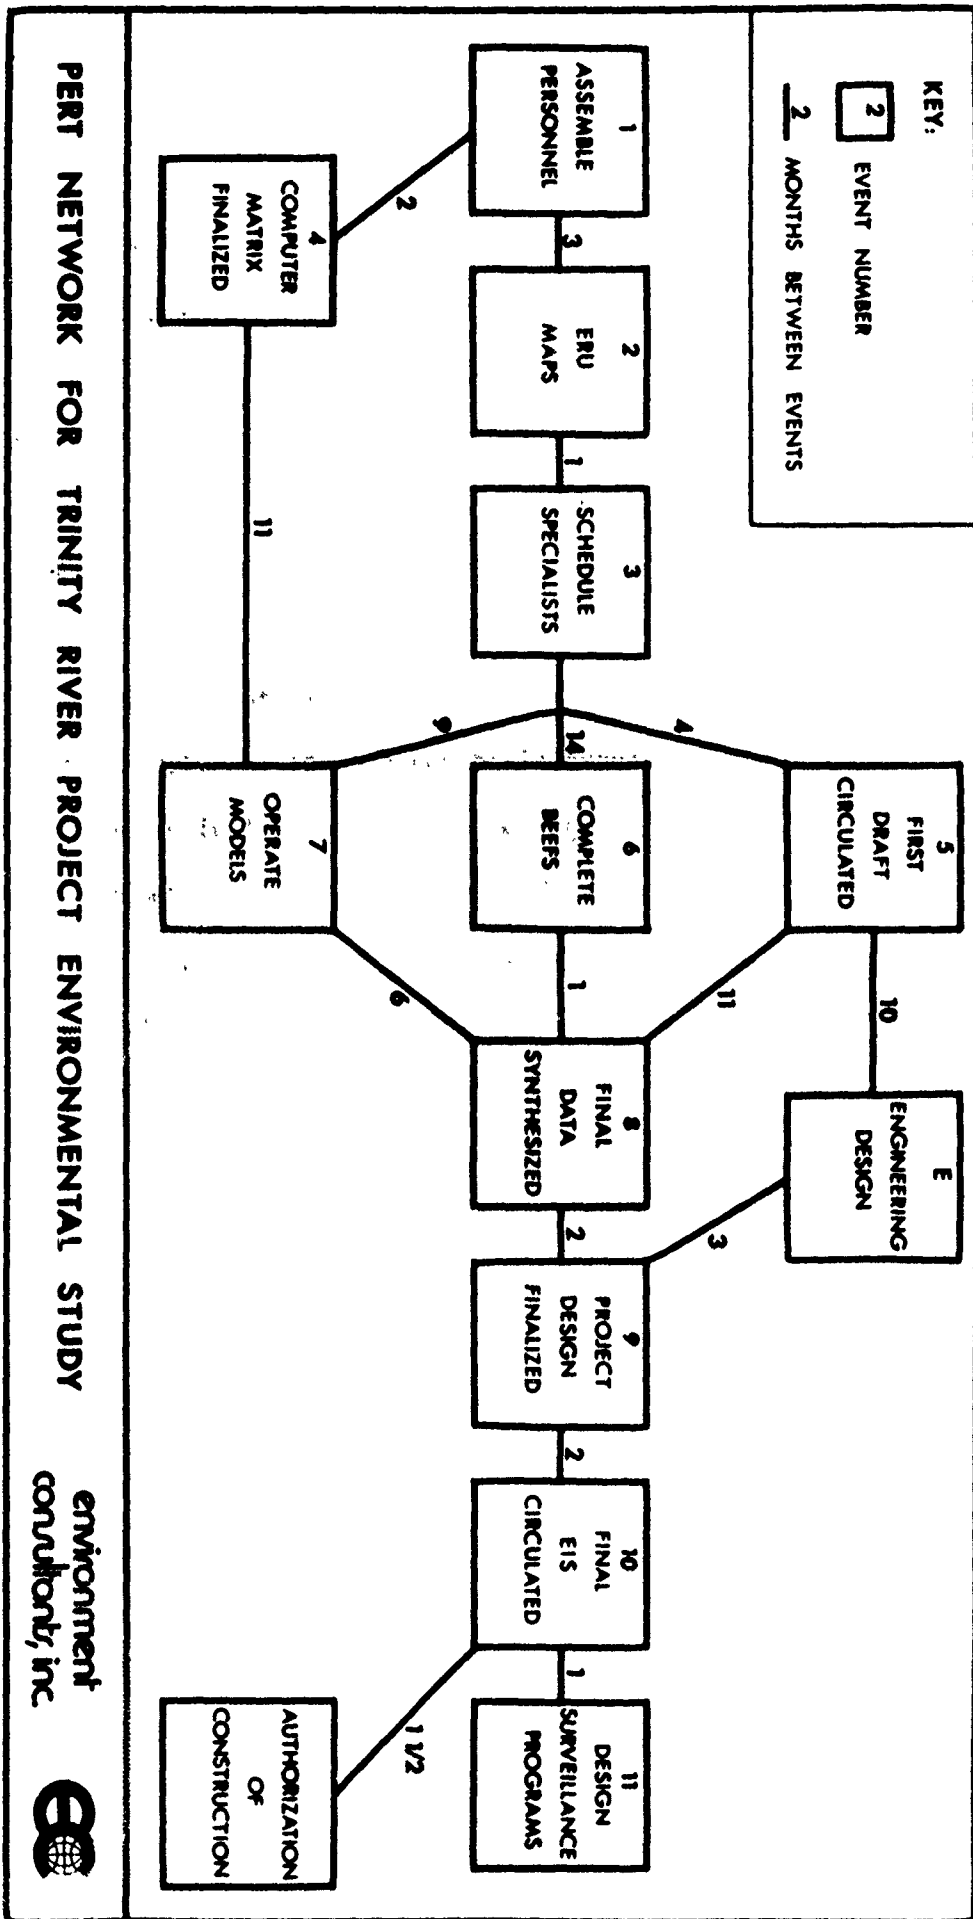 KEY:
2 EVENT NUMBER
2 MONTHS BETWEEN EVENTS
5
FIRST
DRAFT
CIRCULATED
10
E
ENGINEERING
DESIGN
4
11
3
1
ASSEMBLE
PERSONNEL
3
2
ERU
MAPS
1
3
SCHEDULE
SPECIALISTS
14
6
COMPLETE
BEEFS
1
8
FINAL
DATA
SYNTHESIZED
2
9
PROJECT
DESIGN
FINALIZED
2
10
FINAL
EIS
CIRCULATED
1
11
DESIGN
SURVEILLANCE
PROGRAMS
2
9
6
1 1/2
4
COMPUTER
MATRIX
FINALIZED
11
7
OPERATE
MODELS
AUTHORIZATION
OF
CONSTRUCTION
PERT NETWORK FOR TRINITY RIVER PROJECT ENVIRONMENTAL STUDY
environment
consultants, inc.
ec